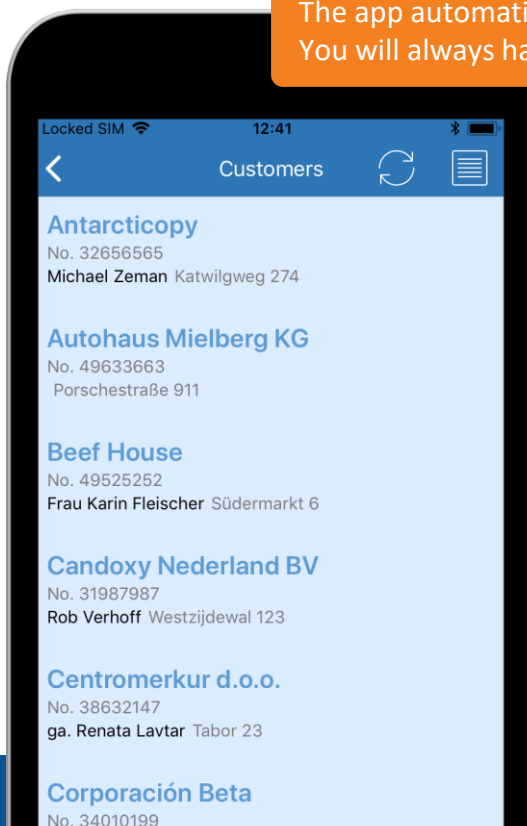 The app automati
You will always ha
Locked SIM 12:41
Customers
Antarcticopy
No. 32656565
Michael Zeman Katwilgweg 274
Autohaus Mielberg KG
No. 49633663
Porschestraße 911
Beef House
No. 49525252
Frau Karin Fleischer Südermarkt 6
Candoxy Nederland BV
No. 31987987
Rob Verhoff Westzijdewal 123
Centromerkur d.o.o.
No. 38632147
ga. Renata Lavtar Tabor 23
Corporación Beta
No. 34010199